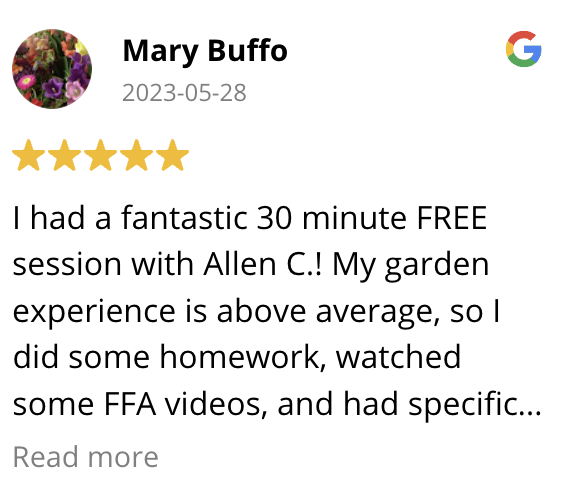 Mary Buffo
2023-05-28
I had a fantastic 30 minute FREE
session with Allen C.! My garden
experience is above average, so I
did some homework, watched
some FFA videos, and had specific...
Read more